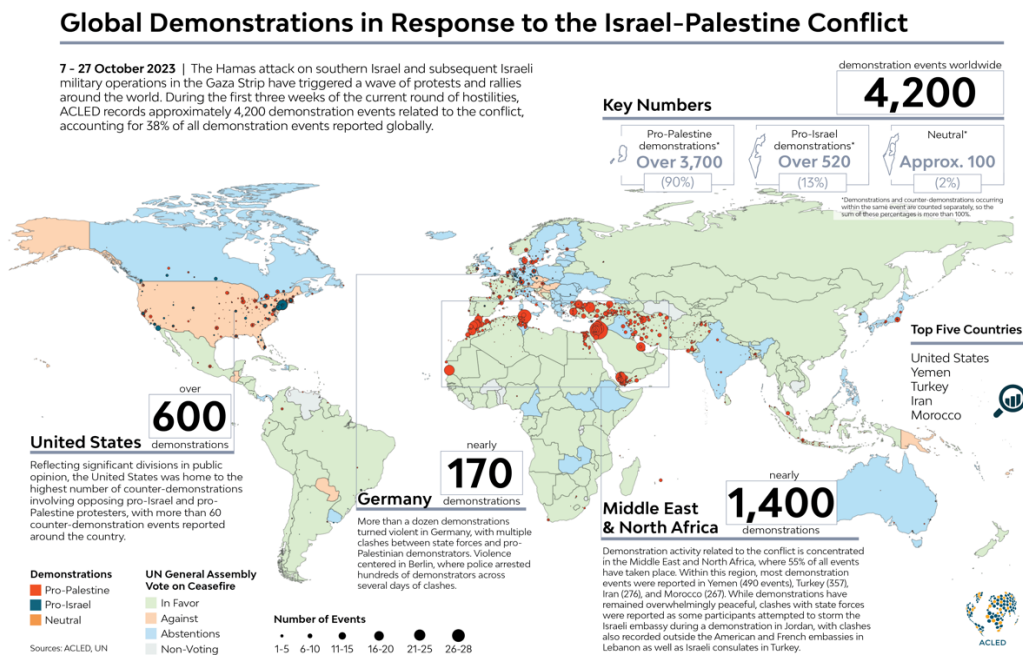 Global Demonstrations in Response to the Israel-Palestine Conflict
7 - 27 October 2023 | The Hamas attack on southern Israel and subsequent Israeli
military operations in the Gaza Strip have triggered a wave of protests and rallies
around the world. During the first three weeks of the current round of hostilities,
ACLED records approximately 4,200 demonstration events related to the conflict,
accounting for 38% of all demonstration events reported globally.
demonstration events worldwide
4,200
Key Numbers
Pro-Palestine
demonstrations*
Over 3,700
(90%)
Pro-Israel
demonstrations*
Over 520
(13%)
Neutral*
Approx. 100
(2%)
*Demonstrations and counter-demonstrations occurring
within the same event are counted separately, so the
sum of these percentages is more than 100%.
Top Five Countries
United States
Yemen
Turkey
Iran
Morocco
over
600
demonstrations
United States
Reflecting significant divisions in public
opinion, the United States was home to the
highest number of counter-demonstrations
involving opposing pro-Israel and pro-
Palestine protesters, with more than 60
counter-demonstration events reported
around the country.
nearly
170
demonstrations
Germany
More than a dozen demonstrations
turned violent in Germany, with multiple
clashes between state forces and pro-
Palestinian demonstrators. Violence
centered in Berlin, where police arrested
hundreds of demonstrators across
several days of clashes.
nearly
1,400
demonstrations
Middle East
& North Africa
Demonstration activity related to the conflict is concentrated
in the Middle East and North Africa, where 55% of all events
have taken place. Within this region, most demonstration
events were reported in Yemen (490 events), Turkey (357),
Iran (276), and Morocco (267). While demonstrations have
remained overwhelmingly peaceful, clashes with state forces
were reported as some participants attempted to storm the
Israeli embassy during a demonstration in Jordan, with clashes
also recorded outside the American and French embassies in
Lebanon as well as Israeli consulates in Turkey.
Demonstrations
Pro-Palestine
Pro-Israel
Neutral
UN General Assembly
Vote on Ceasefire
In Favor
Against
Abstentions
Non-Voting
Number of Events
1-5 6-10 11-15 16-20 21-25 26-28
Sources: ACLED, UN
ACLED